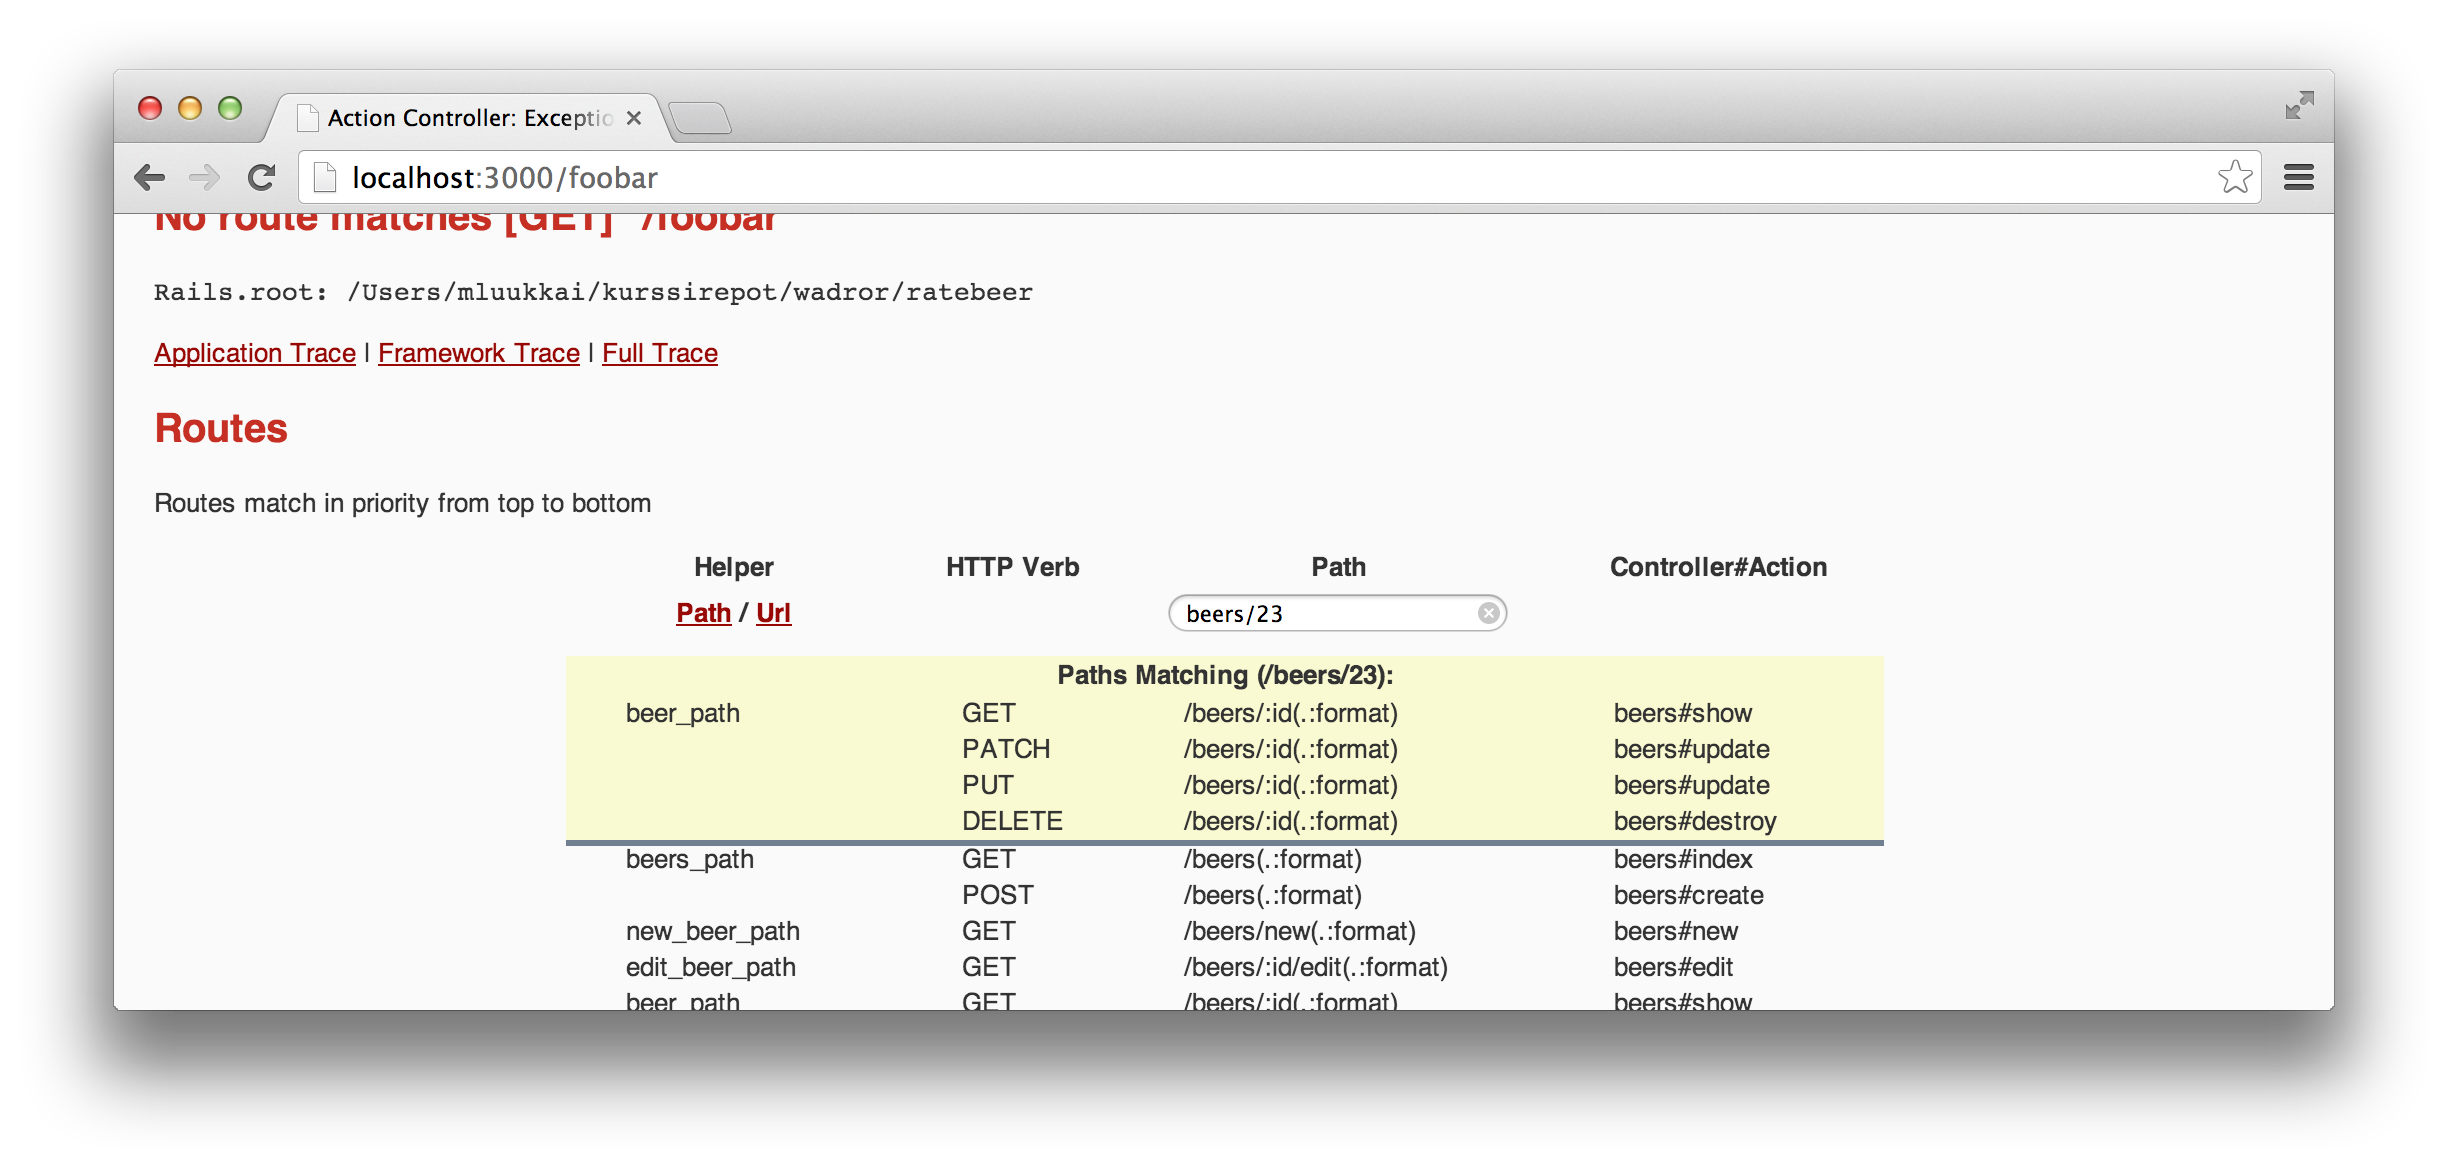 Action Controller: Exceptio
localhost:3000/foobar
No route matches [GET] "/foobar"
Rails.root: /Users/mluukkai/kurssirepot/wadror/ratebeer
Application Trace | Framework Trace | Full Trace
Routes
Routes match in priority from top to bottom
Helper HTTP Verb Path Controller#Action
Path / Url beers/23
Paths Matching (/beers/23):
beer_path GET /beers/:id(.:format) beers#show
PATCH /beers/:id(.:format) beers#update
PUT /beers/:id(.:format) beers#update
DELETE /beers/:id(.:format) beers#destroy
beers_path GET /beers(.:format) beers#index
POST /beers(.:format) beers#create
new_beer_path GET /beers/new(.:format) beers#new
edit_beer_path GET /beers/:id/edit(.:format) beers#edit
beer_path GET /beers/:id(.:format) beers#show